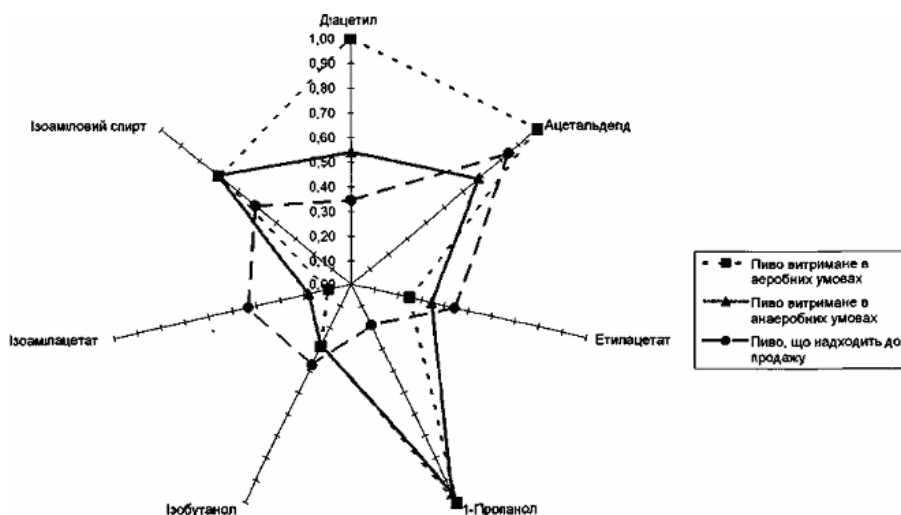 Діацетил
1,00
0,90
0,80
0,70
0,60
0,50
0,40
0,30
0,20
0,10
0,00
Ізоаміловий спирт
Ацетальдегід
Ізоамілацетат
Етилацетат
Ізобутанол
1-Пропанол
Пиво витримане в
аеробних умовах
Пиво витримане в
анаеробних умовах
Пиво, що надходить до
продажу